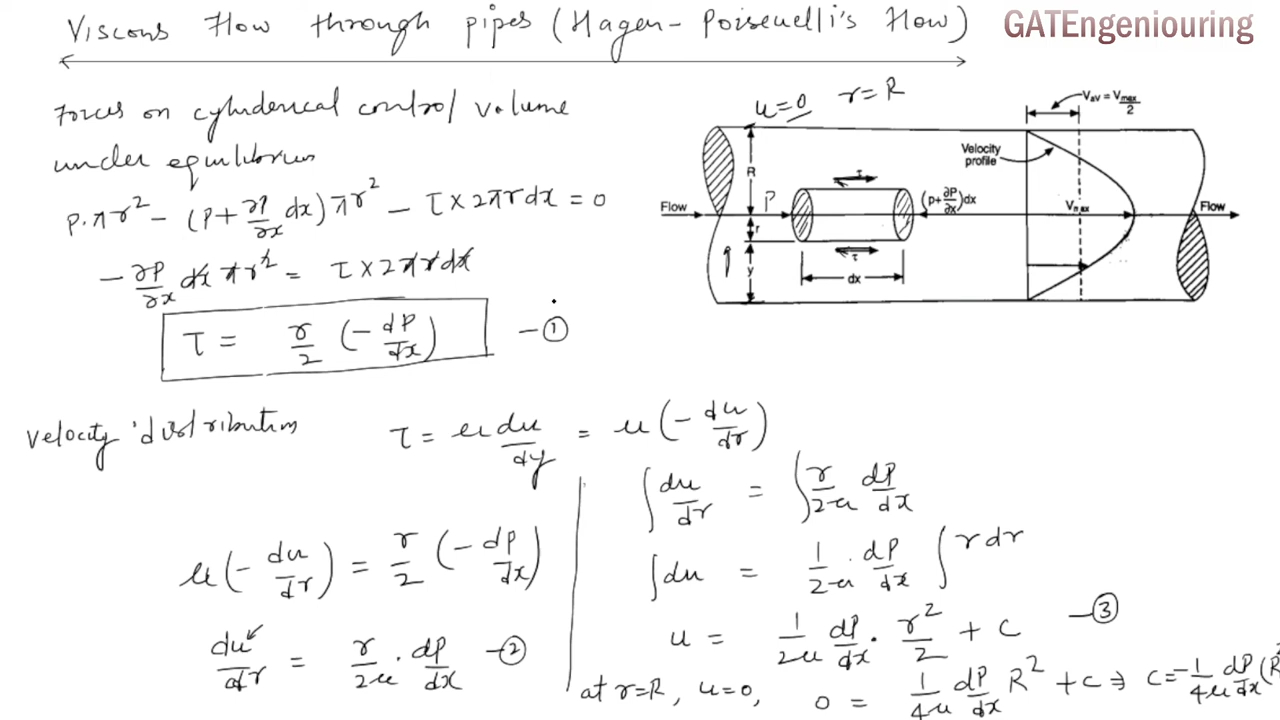 Viscous Flow through pipes (Hagen-Poiseuelli's Flow)
GATEngeniouring
Forces on cylinderical control volume
under equilibrium
P.πr² - (P + ∂P/∂x dx) πr² - τ × 2πr dx = 0
-∂P/∂x dx πr² = τ × 2πr dx
τ = r/2 (-dP/dx) -①
u=0 r=R
V_av = V_max/2
Velocity
profile
R
τ
Flow
P
(p+∂P/∂x)dx
V_max
Flow
r
y
τ
dx
Velocity distribution
τ = μ du/dy = μ(-du/dr)
μ(-du/dr) = r/2 (-dp/dx)
du/dr = r/2μ . dp/dx -②
∫ du/dr = ∫ r/2μ dP/dx
∫ du = 1/2μ . dP/dx ∫ r dr
u = 1/2μ dP/dx . r²/2 + c -③
at r=R, u=0, 0 = 1/4μ dP/dx R² + c ⇒ c = -1/4μ dP/dx (R²